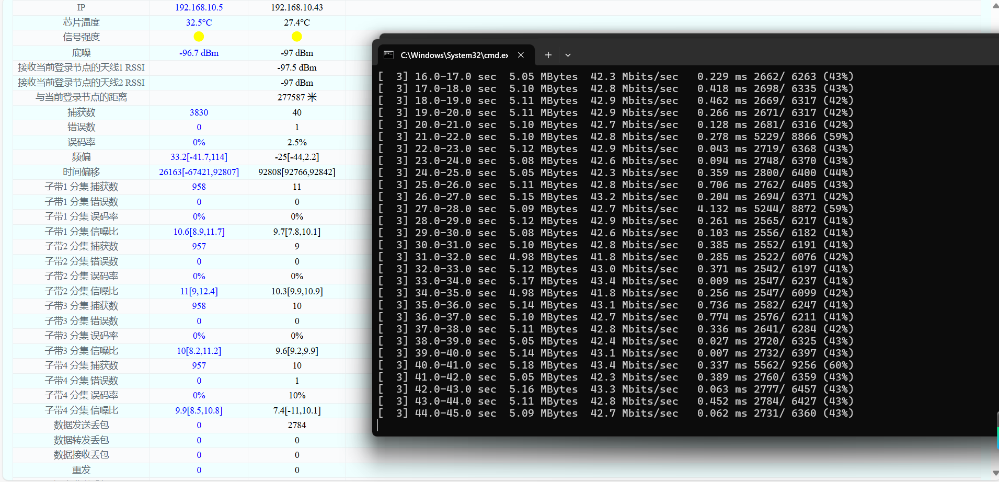 IP 192.168.10.5 192.168.10.43
芯片温度 32.5°C 27.4°C
信号强度
底噪 -96.7 dBm -97 dBm
接收当前登录节点的天线1 RSSI -97.5 dBm
接收当前登录节点的天线2 RSSI -97 dBm
与当前登录节点的距离 277587 米
捕获数 3830 40
错误数 0 1
误码率 0% 2.5%
频偏 33.2[-41.7,114] -25[-44,2.2]
时间偏移 26163[-67421,92807] 92808[92766,92842]
子带1 分集 捕获数 958 11
子带1 分集 错误数 0 0
子带1 分集 误码率 0% 0%
子带1 分集 信噪比 10.6[8.9,11.7] 9.7[7.8,10.1]
子带2 分集 捕获数 957 9
子带2 分集 错误数 0 0
子带2 分集 误码率 0% 0%
子带2 分集 信噪比 11[9,12.4] 10.3[9.9,10.9]
子带3 分集 捕获数 958 10
子带3 分集 错误数 0 0
子带3 分集 误码率 0% 0%
子带3 分集 信噪比 10[8.2,11.2] 9.6[9.2,9.9]
子带4 分集 捕获数 957 10
子带4 分集 错误数 0 1
子带4 分集 误码率 0% 10%
子带4 分集 信噪比 9.9[8.5,10.8] 7.4[-11,10.1]
数据发送丢包 0 2784
数据转发丢包 0 0
数据接收丢包 0 0
重发 0 0
C:\Windows\System32\cmd.ex
[  3] 16.0-17.0 sec  5.05 MBytes  42.3 Mbits/sec   0.229 ms 2662/ 6263 (43%)
[  3] 17.0-18.0 sec  5.10 MBytes  42.8 Mbits/sec   0.418 ms 2698/ 6335 (43%)
[  3] 18.0-19.0 sec  5.11 MBytes  42.9 Mbits/sec   0.462 ms 2669/ 6317 (42%)
[  3] 19.0-20.0 sec  5.11 MBytes  42.9 Mbits/sec   0.266 ms 2671/ 6317 (42%)
[  3] 20.0-21.0 sec  5.10 MBytes  42.7 Mbits/sec   0.128 ms 2681/ 6316 (42%)
[  3] 21.0-22.0 sec  5.10 MBytes  42.8 Mbits/sec   0.278 ms 5229/ 8866 (59%)
[  3] 22.0-23.0 sec  5.12 MBytes  42.9 Mbits/sec   0.043 ms 2719/ 6368 (43%)
[  3] 23.0-24.0 sec  5.08 MBytes  42.6 Mbits/sec   0.094 ms 2748/ 6370 (43%)
[  3] 24.0-25.0 sec  5.05 MBytes  42.3 Mbits/sec   0.359 ms 2800/ 6400 (44%)
[  3] 25.0-26.0 sec  5.11 MBytes  42.8 Mbits/sec   0.706 ms 2762/ 6405 (43%)
[  3] 26.0-27.0 sec  5.15 MBytes  43.2 Mbits/sec   0.204 ms 2694/ 6371 (42%)
[  3] 27.0-28.0 sec  5.09 MBytes  42.7 Mbits/sec   4.132 ms 5244/ 8872 (59%)
[  3] 28.0-29.0 sec  5.12 MBytes  42.9 Mbits/sec   0.261 ms 2565/ 6217 (41%)
[  3] 29.0-30.0 sec  5.08 MBytes  42.6 Mbits/sec   0.103 ms 2556/ 6182 (41%)
[  3] 30.0-31.0 sec  5.10 MBytes  42.8 Mbits/sec   0.385 ms 2552/ 6191 (41%)
[  3] 31.0-32.0 sec  4.98 MBytes  41.8 Mbits/sec   0.285 ms 2522/ 6076 (42%)
[  3] 32.0-33.0 sec  5.12 MBytes  43.0 Mbits/sec   0.371 ms 2542/ 6197 (41%)
[  3] 33.0-34.0 sec  5.17 MBytes  43.4 Mbits/sec   0.009 ms 2547/ 6237 (41%)
[  3] 34.0-35.0 sec  4.98 MBytes  41.8 Mbits/sec   0.256 ms 2547/ 6099 (42%)
[  3] 35.0-36.0 sec  5.14 MBytes  43.1 Mbits/sec   0.736 ms 2582/ 6247 (41%)
[  3] 36.0-37.0 sec  5.10 MBytes  42.7 Mbits/sec   0.774 ms 2576/ 6211 (41%)
[  3] 37.0-38.0 sec  5.11 MBytes  42.8 Mbits/sec   0.336 ms 2641/ 6284 (42%)
[  3] 38.0-39.0 sec  5.05 MBytes  42.4 Mbits/sec   0.027 ms 2720/ 6325 (43%)
[  3] 39.0-40.0 sec  5.14 MBytes  43.1 Mbits/sec   0.007 ms 2732/ 6397 (43%)
[  3] 40.0-41.0 sec  5.18 MBytes  43.4 Mbits/sec   0.337 ms 5562/ 9256 (60%)
[  3] 41.0-42.0 sec  5.05 MBytes  42.3 Mbits/sec   0.389 ms 2760/ 6359 (43%)
[  3] 42.0-43.0 sec  5.16 MBytes  43.3 Mbits/sec   0.063 ms 2777/ 6457 (43%)
[  3] 43.0-44.0 sec  5.11 MBytes  42.8 Mbits/sec   0.452 ms 2784/ 6427 (43%)
[  3] 44.0-45.0 sec  5.09 MBytes  42.7 Mbits/sec   0.062 ms 2731/ 6360 (43%)